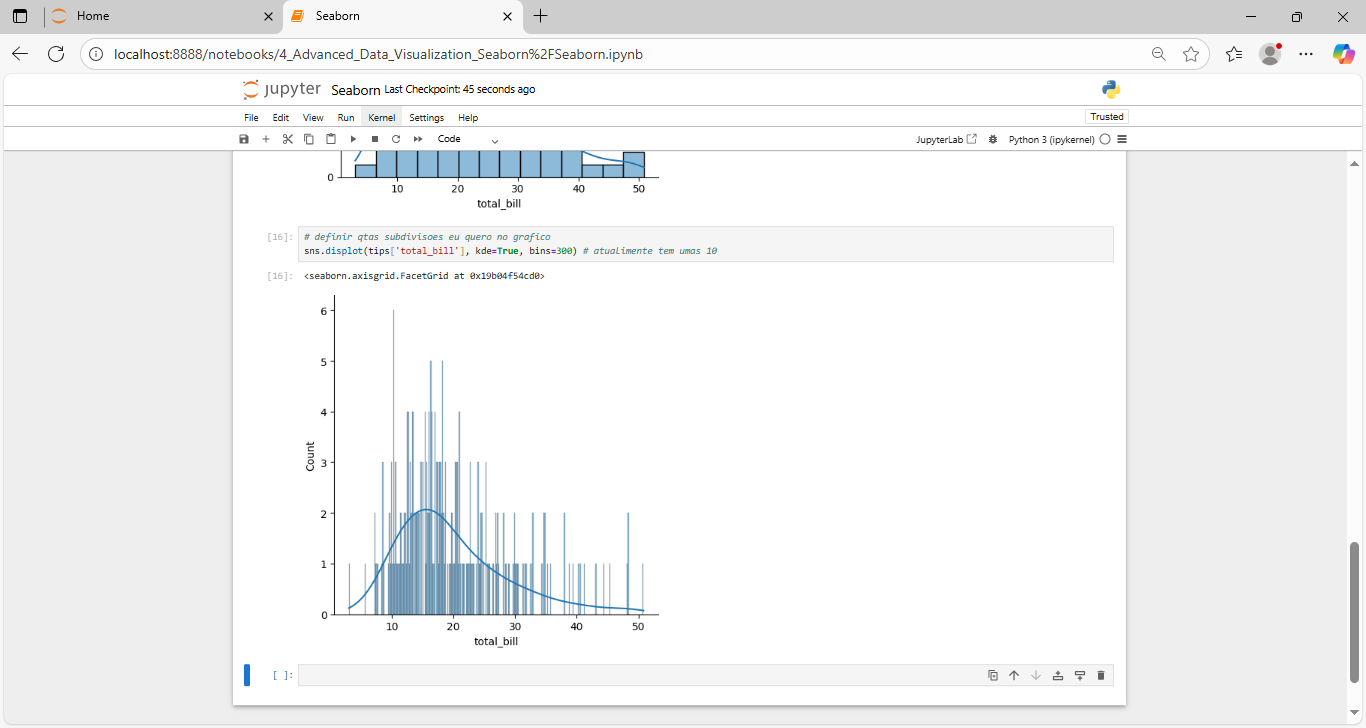 Home
Seaborn
localhost:8888/notebooks/4_Advanced_Data_Visualization_Seaborn%2FSeaborn.ipynb
jupyter Seaborn Last Checkpoint: 45 seconds ago
File Edit View Run Kernel Settings Help
Trusted
Code
JupyterLab Python 3 (ipykernel)
0
10 20 30 40 50
total_bill
[16]: # definir qtas subdivisoes eu quero no grafico
sns.displot(tips['total_bill'], kde=True, bins=300) # atualimente tem umas 10
[16]: <seaborn.axisgrid.FacetGrid at 0x19b04f54cd0>
6
5
4
Count
3
2
1
0
10 20 30 40 50
total_bill
[ ]: